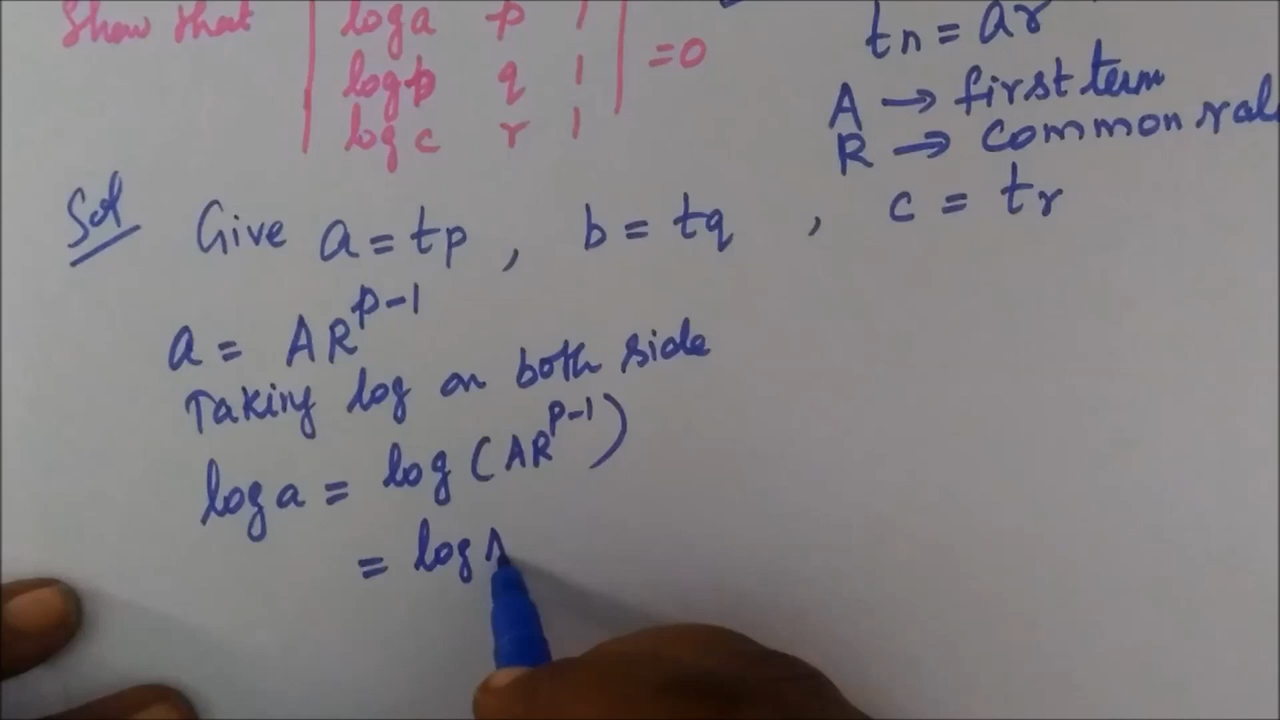 Show that | log a p 1 |
| log p q 1 | = 0
| log c r 1 |
tn = ar
A → first term
R → common
Sol Give a = tp , b = tq , c = tr
a = AR^p-1
Taking log on both side
log a = log (AR^p-1)
= log A